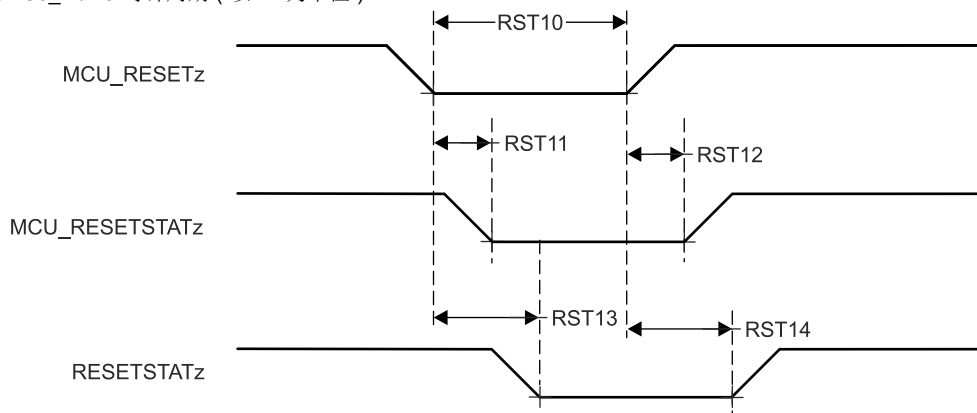 RST10
MCU_RESETz
RST11
RST12
MCU_RESETSTATz
RST13
RST14
RESETSTATz